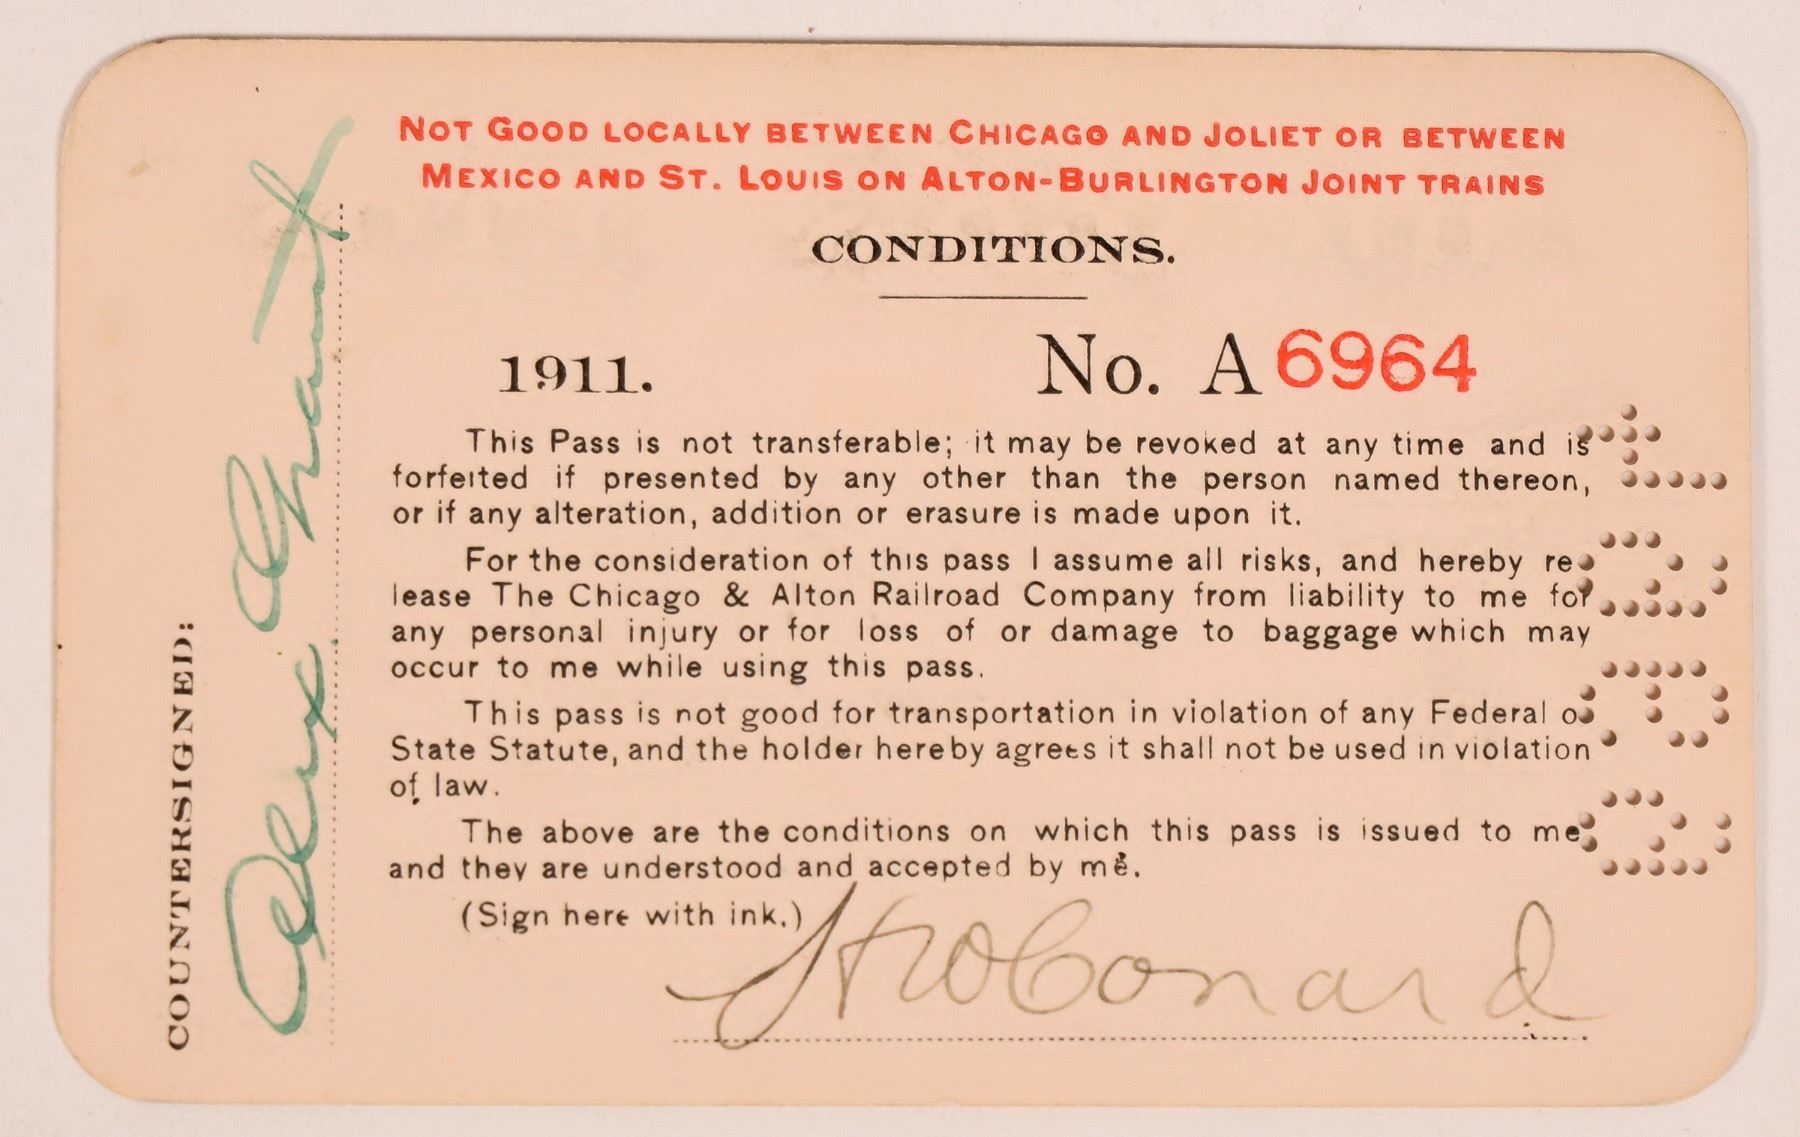 NOT GOOD LOCALLY BETWEEN CHICAGO AND JOLIET OR BETWEEN
MEXICO AND ST. LOUIS ON ALTON-BURLINGTON JOINT TRAINS
CONDITIONS.
1911. No. A 6964
This Pass is not transferable; it may be revoked at any time and is
forfeited if presented by any other than the person named thereon,
or if any alteration, addition or erasure is made upon it.
For the consideration of this pass I assume all risks, and hereby re-
lease The Chicago & Alton Railroad Company from liability to me for
any personal injury or for loss of or damage to baggage which may
occur to me while using this pass.
This pass is not good for transportation in violation of any Federal or
State Statute, and the holder hereby agrees it shall not be used in violation
of law.
The above are the conditions on which this pass is issued to me
and they are understood and accepted by me.
(Sign here with ink.)
Conard
COUNTERSIGNED:
Alex Grant